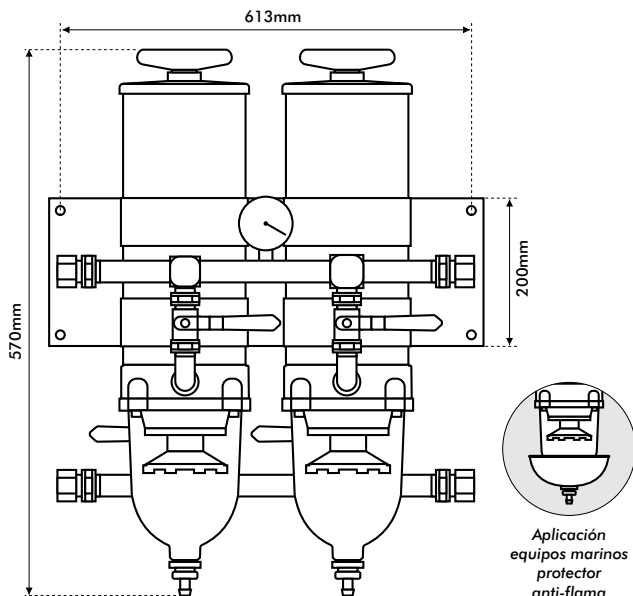 613mm
570mm
200mm
Aplicación
equipos marinos
protector
anti-flama